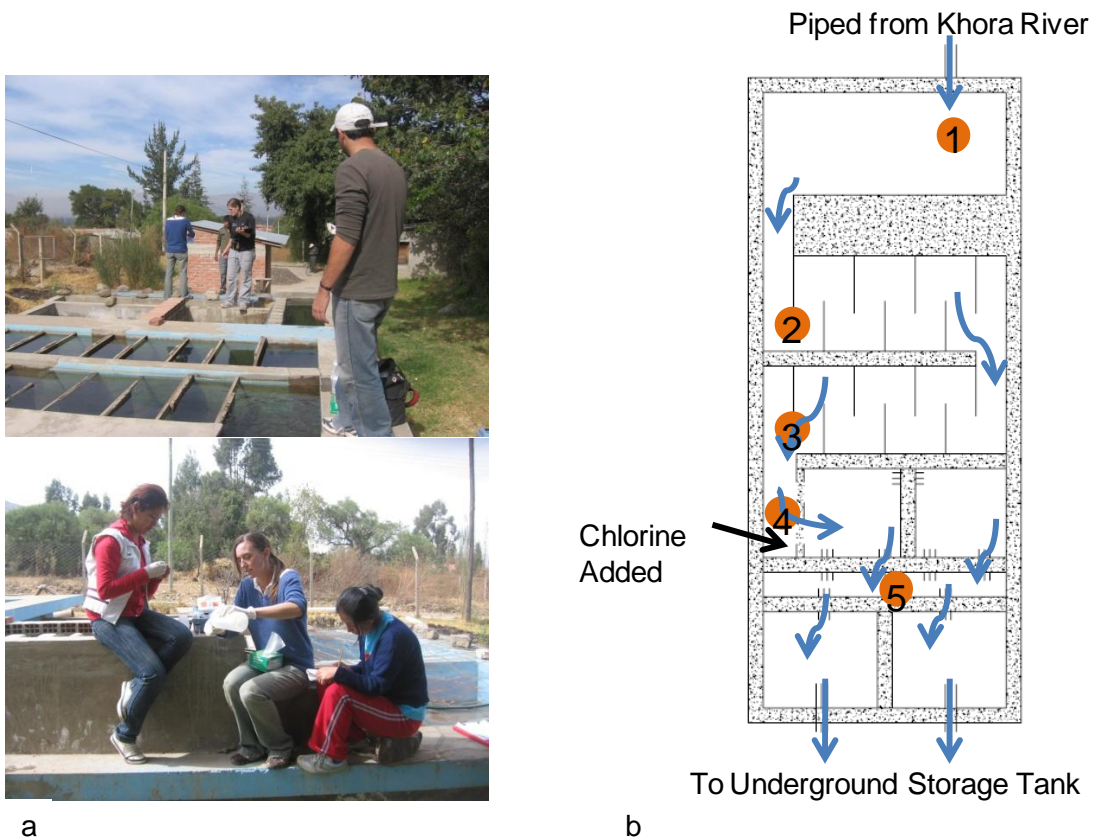 Piped from Khora River
1
2
3
4
Chlorine
Added
5
To Underground Storage Tank
a
b